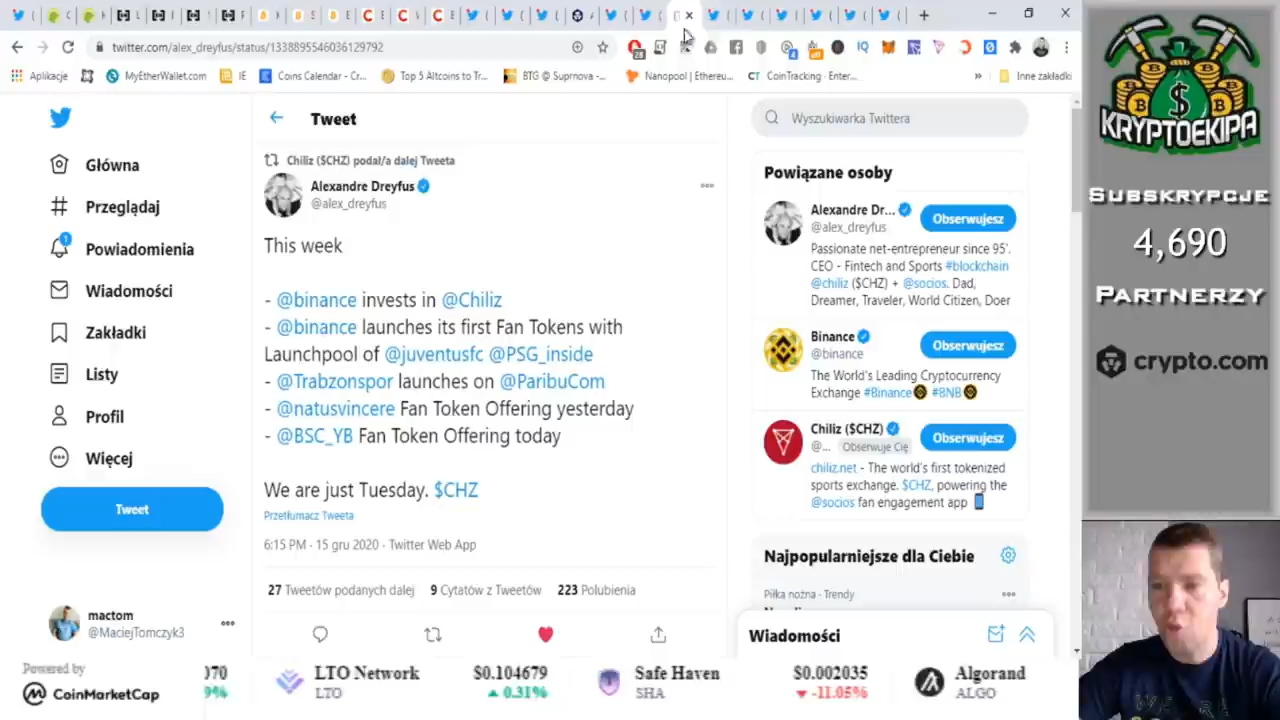 twitter.com/alex_dreyfus/status/1338895546036129792
Aplikacje
MyEtherWallet.com
IE
Coins Calendar - Cr...
Top 5 Altcoins to Tr...
BTG @ Suprnova -...
Nanopool | Ethereu...
CT CoinTracking · Enter...
»
Inne zakładki
Główna
Przeglądaj
1
Powiadomienia
Wiadomości
Zakładki
Listy
Profil
Więcej
Tweet
mactom
@MaciejTomczyk3
Tweet
Chiliz ($CHZ) podał/a dalej Tweeta
Alexandre Dreyfus
@alex_dreyfus
This week
- @binance invests in @Chiliz
- @binance launches its first Fan Tokens with
Launchpool of @juventusfc @PSG_inside
- @Trabzonspor launches on @ParibuCom
- @natusvincere Fan Token Offering yesterday
- @BSC_YB Fan Token Offering today
We are just Tuesday. $CHZ
Przetłumacz Tweeta
6:15 PM · 15 gru 2020 · Twitter Web App
27 Tweetów podanych dalej 9 Cytatów z Tweetów 223 Polubienia
Wyszukiwarka Twittera
Powiązane osoby
Alexandre Dr...
@alex_dreyfus
Obserwujesz
Passionate net-entrepreneur since 95'.
CEO - Fintech and Sports #blockchain
@chiliz ($CHZ) + @socios. Dad,
Dreamer, Traveler, World Citizen, Doer
Binance
@binance
Obserwujesz
The World's Leading Cryptocurrency
Exchange #Binance #BNB
Chiliz ($CHZ)
@... Obserwuje Cię
Obserwujesz
chiliz.net - The world's first tokenized
sports exchange. $CHZ, powering the
@socios fan engagement app
Najpopularniejsze dla Ciebie
Piłka nożna · Trendy
Wiadomości
KRYPTOEKIPA
SUBSKRYPCJE
4,690
PARTNERZY
crypto.com
Powered by
CoinMarketCap
070
9%
LTO Network
LTO
$0.104679
0.31%
Safe Haven
SHA
$0.002035
-11.05%
Algorand
ALGO